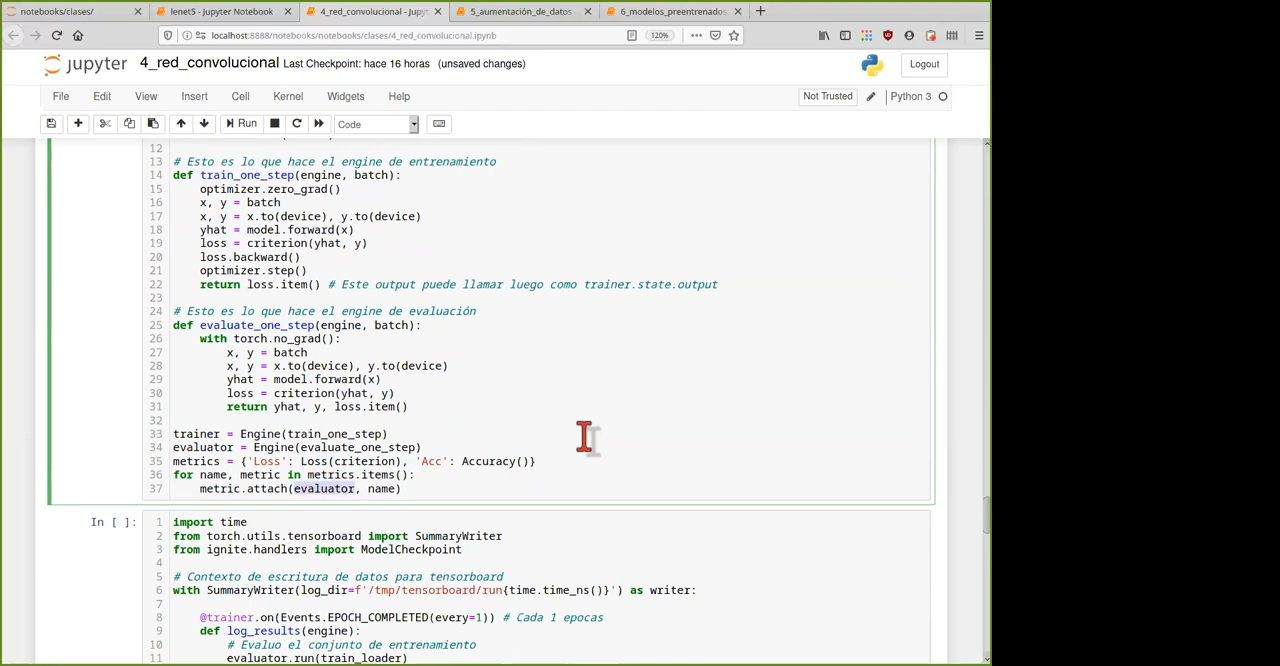 notebooks/clases/
lenet5 - Jupyter Notebook
4_red_convolucional - Jupy
5_aumentación_de_datos -
6_modelos_preentrenados
localhost:8888/notebooks/notebooks/clases/4_red_convolucional.ipynb
120%
jupyter 4_red_convolucional Last Checkpoint: hace 16 horas (unsaved changes)
Logout
File Edit View Insert Cell Kernel Widgets Help
Not Trusted Python 3
Run Code
12
13 # Esto es lo que hace el engine de entrenamiento
14 def train_one_step(engine, batch):
15 optimizer.zero_grad()
16 x, y = batch
17 x, y = x.to(device), y.to(device)
18 yhat = model.forward(x)
19 loss = criterion(yhat, y)
20 loss.backward()
21 optimizer.step()
22 return loss.item() # Este output puede llamar luego como trainer.state.output
23
24 # Esto es lo que hace el engine de evaluación
25 def evaluate_one_step(engine, batch):
26 with torch.no_grad():
27 x, y = batch
28 x, y = x.to(device), y.to(device)
29 yhat = model.forward(x)
30 loss = criterion(yhat, y)
31 return yhat, y, loss.item()
32
33 trainer = Engine(train_one_step)
34 evaluator = Engine(evaluate_one_step)
35 metrics = {'Loss': Loss(criterion), 'Acc': Accuracy()}
36 for name, metric in metrics.items():
37 metric.attach(evaluator, name)
In [ ]: 1 import time
2 from torch.utils.tensorboard import SummaryWriter
3 from ignite.handlers import ModelCheckpoint
4
5 # Contexto de escritura de datos para tensorboard
6 with SummaryWriter(log_dir=f'/tmp/tensorboard/run{time.time_ns()}') as writer:
7
8 @trainer.on(Events.EPOCH_COMPLETED(every=1)) # Cada 1 epocas
9 def log_results(engine):
10 # Evaluo el conjunto de entrenamiento
11 evaluator.run(train_loader)